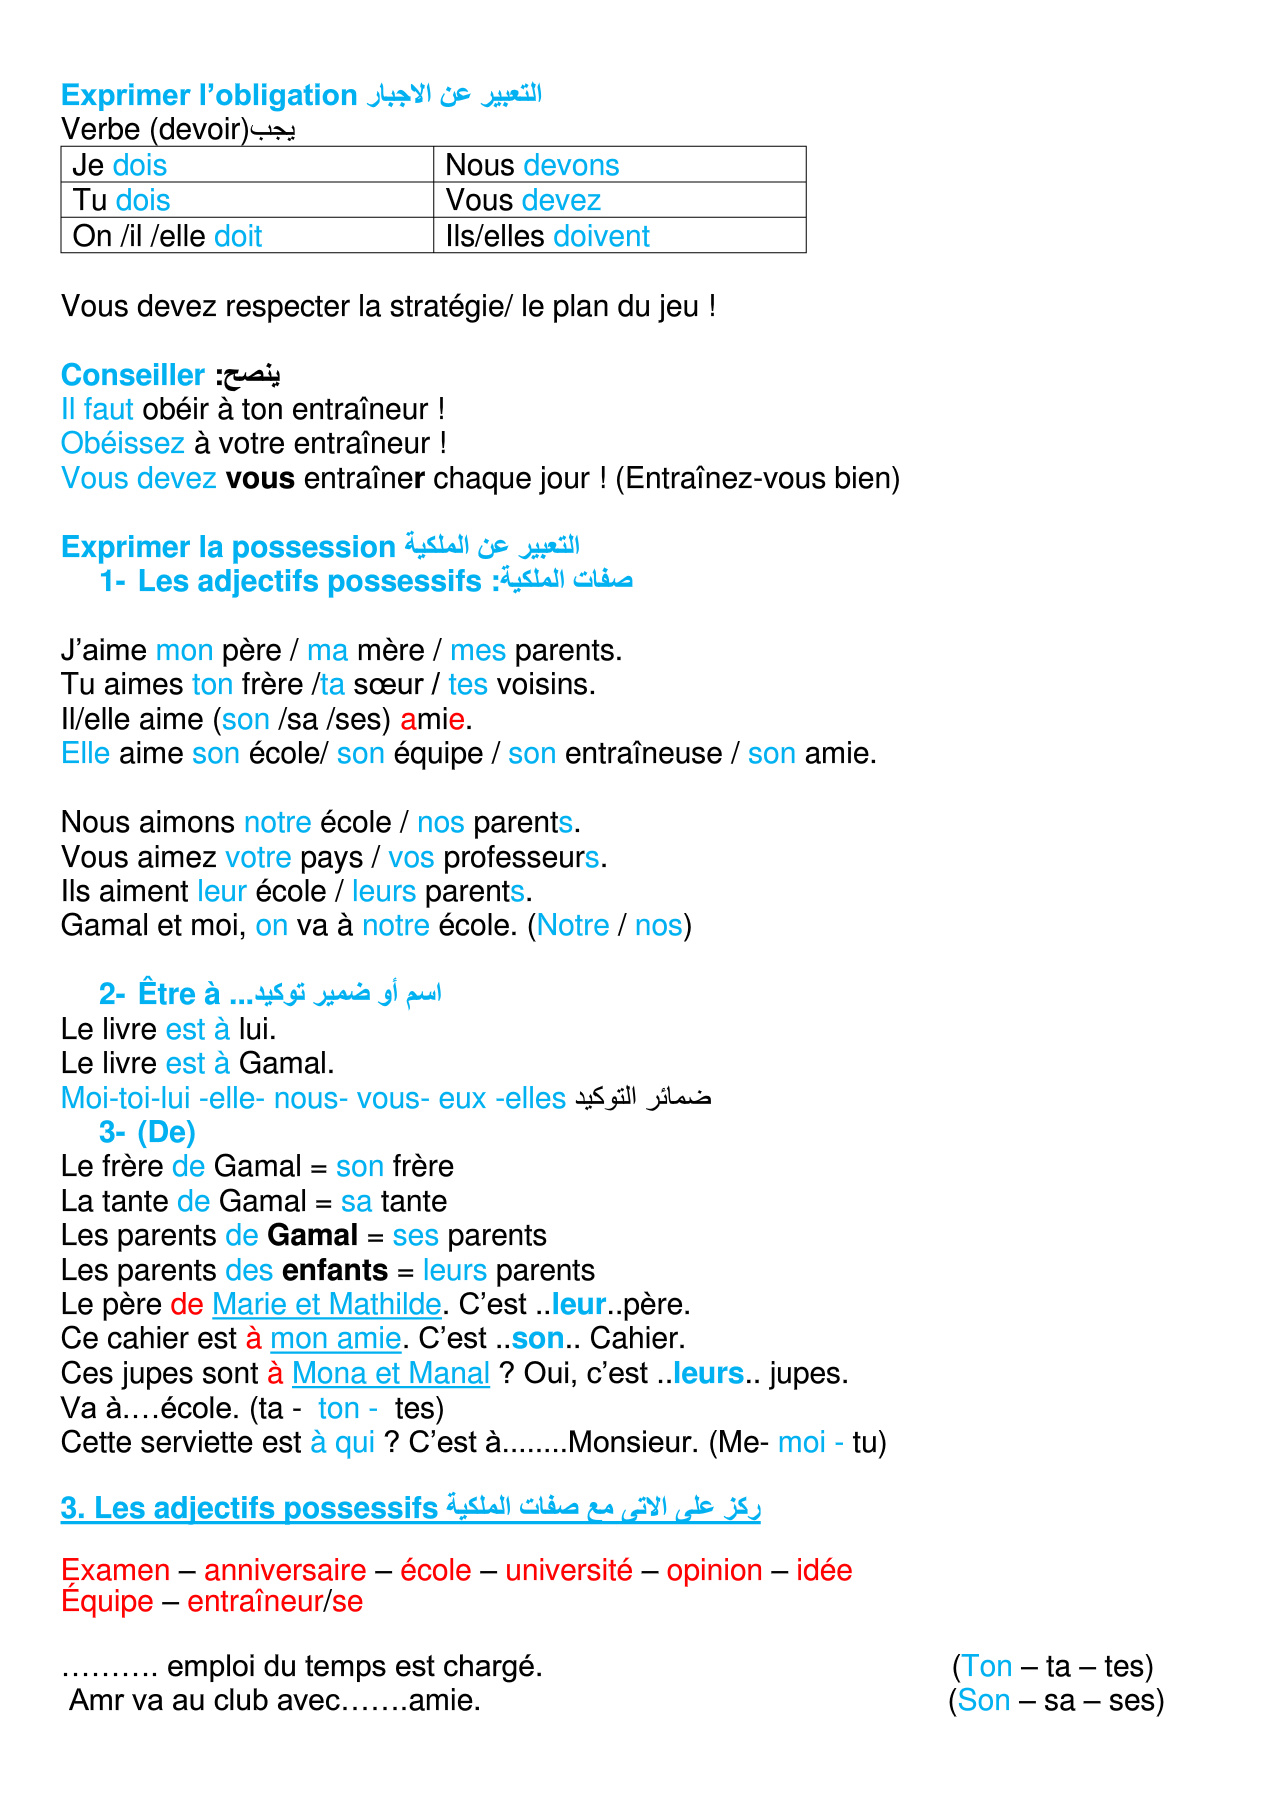 Exprimer l’obligation التعبير عن الاجبار
Verbe (devoir)يجب
Je dois
Nous devons
Tu dois
Vous devez
On /il /elle doit
Ils/elles doivent
Vous devez respecter la stratégie/ le plan du jeu !
Conseiller :ينصح
Il faut obéir à ton entraîneur !
Obéissez à votre entraîneur !
Vous devez vous entraîner chaque jour ! (Entraînez-vous bien)
Exprimer la possession التعبير عن الملكية
1- Les adjectifs possessifs :صفات الملكية
J’aime mon père / ma mère / mes parents.
Tu aimes ton frère /ta sœur / tes voisins.
Il/elle aime (son /sa /ses) amie.
Elle aime son école/ son équipe / son entraîneuse / son amie.
Nous aimons notre école / nos parents.
Vous aimez votre pays / vos professeurs.
Ils aiment leur école / leurs parents.
Gamal et moi, on va à notre école. (Notre / nos)
2- Être à ...اسم أو ضمير توكيد
Le livre est à lui.
Le livre est à Gamal.
Moi-toi-lui -elle- nous- vous- eux -elles ضمائر التوكيد
3- (De)
Le frère de Gamal = son frère
La tante de Gamal = sa tante
Les parents de Gamal = ses parents
Les parents des enfants = leurs parents
Le père de Marie et Mathilde. C’est ..leur..père.
Ce cahier est à mon amie. C’est ..son.. Cahier.
Ces jupes sont à Mona et Manal ? Oui, c’est ..leurs.. jupes.
Va à.…école. (ta - ton - tes)
Cette serviette est à qui ? C’est à........Monsieur. (Me- moi - tu)
3. Les adjectifs possessifs ركز على الاتى مع صفات الملكية
Examen – anniversaire – école – université – opinion – idée
Équipe – entraîneur/se
………. emploi du temps est chargé. (Ton – ta – tes)
Amr va au club avec…….amie. (Son – sa – ses)